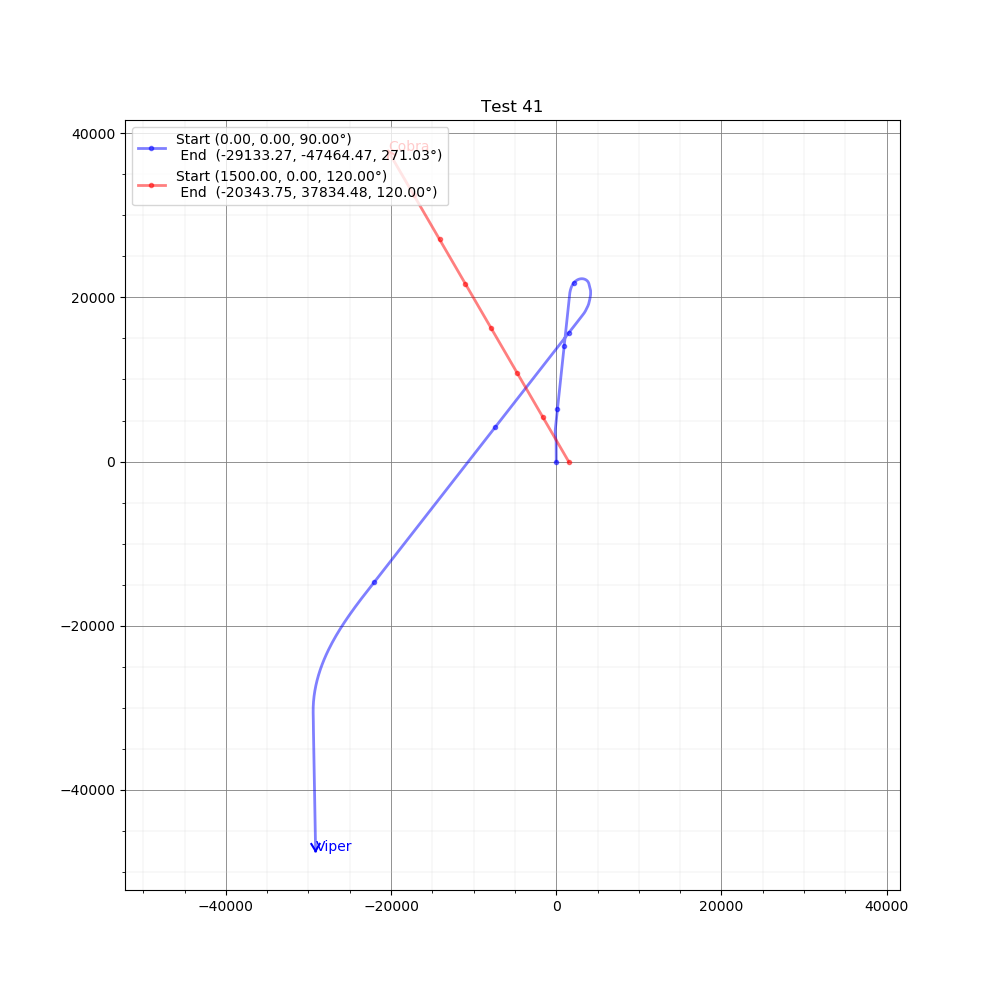 Test 41
Start (0.00, 0.00, 90.00°)
End (-29133.27, -47464.47, 271.03°)
Start (1500.00, 0.00, 120.00°)
End (-20343.75, 37834.48, 120.00°)
Cobra
40000
20000
0
−20000
−40000
Viper
−40000
−20000
0
20000
40000